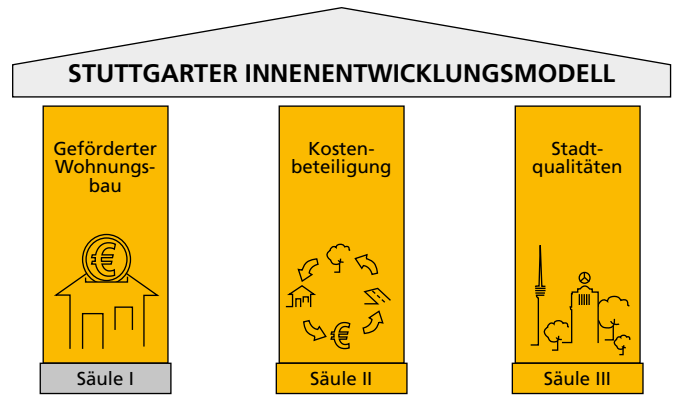 STUTTGARTER INNENENTWICKLUNGSMODELL
Geförderter
Wohnungs-
bau
€
Säule I
Kosten-
beteiligung
€
Säule II
Stadt-
qualitäten
Säule III